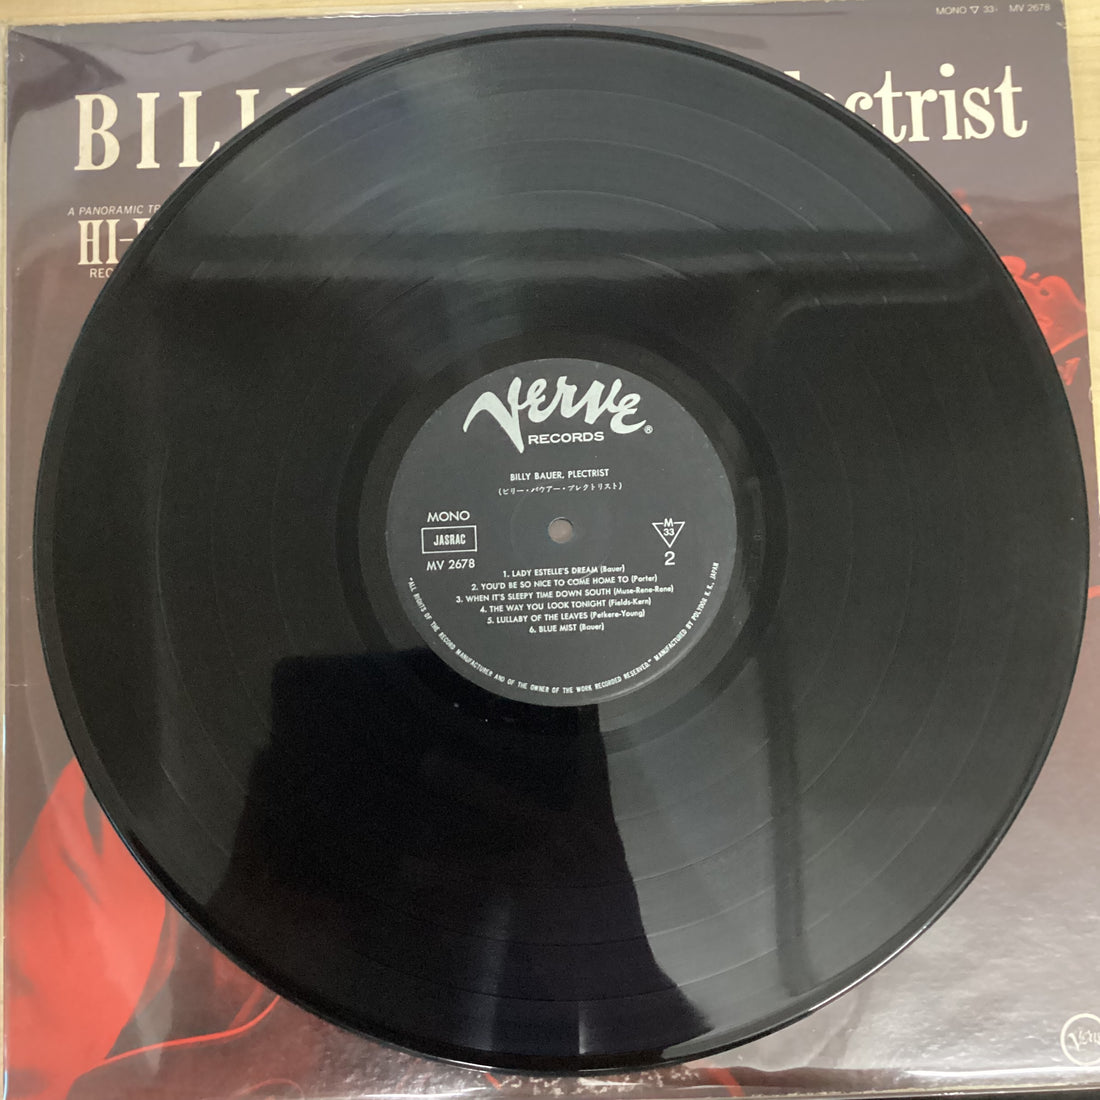 MONO ▽ 33⅓ MV 2678
BILLY
ectrist
A PANORAMIC TR
HI-
REC
Verve
RECORDS ®
BILLY BAUER, PLECTRIST
(ビリー・バウアー・プレクトリスト)
MONO
JASRAC
MV 2678
M
33
2
1. LADY ESTELLE'S DREAM (Bauer)
2. YOU'D BE SO NICE TO COME HOME TO (Porter)
3. WHEN IT'S SLEEPY TIME DOWN SOUTH (Muse-Rene-Rene)
4. THE WAY YOU LOOK TONIGHT (Fields-Kern)
5. LULLABY OF THE LEAVES (Petkere-Young)
6. BLUE MIST (Bauer)
"ALL RIGHTS OF THE RECORD MANUFACTURER AND OF THE OWNER OF THE WORK RECORDED RESERVED." MANUFACTURED BY POLYDOR K.K., JAPAN
Verve